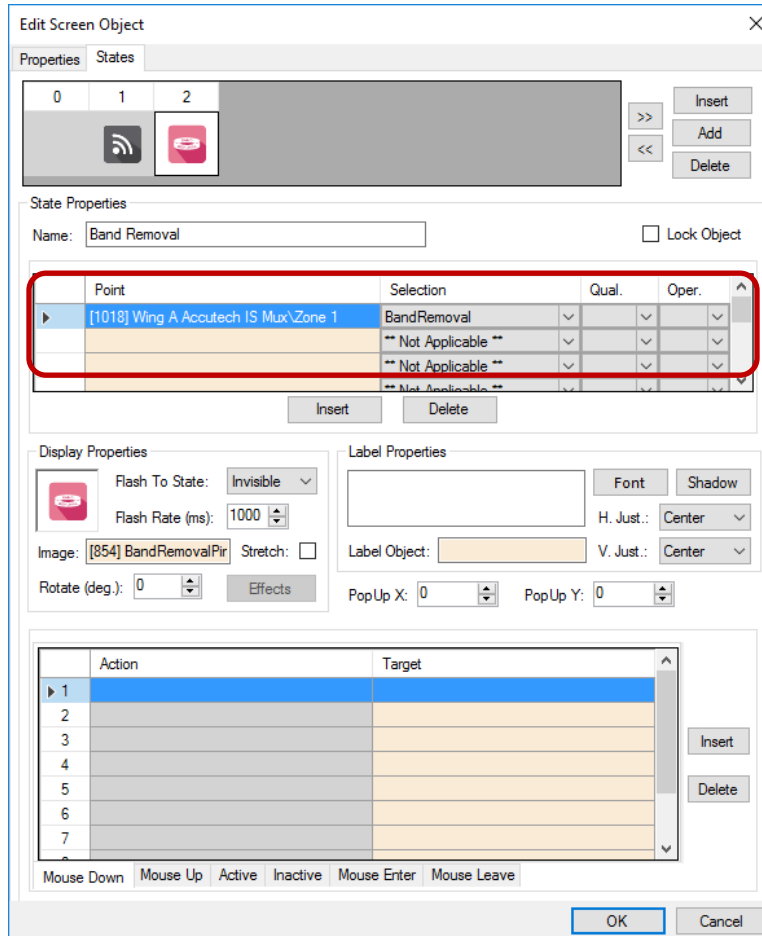 Edit Screen Object
Properties States
0 1 2
>> Insert
<< Add
Delete
State Properties
Name: Band Removal Lock Object
Point Selection Qual. Oper.
[1018] Wing A Accutech IS Mux\Zone 1 BandRemoval
** Not Applicable **
** Not Applicable **
** Not Applicable **
Insert Delete
Display Properties
Flash To State: Invisible
Flash Rate (ms): 1000
Image: [854] BandRemovalPir Stretch:
Rotate (deg.): 0 Effects
Label Properties
Font Shadow
H. Just.: Center
Label Object: V. Just.: Center
PopUp X: 0 PopUp Y: 0
Action Target
1
2
3
4
5
6
7
Insert
Delete
Mouse Down Mouse Up Active Inactive Mouse Enter Mouse Leave
OK Cancel